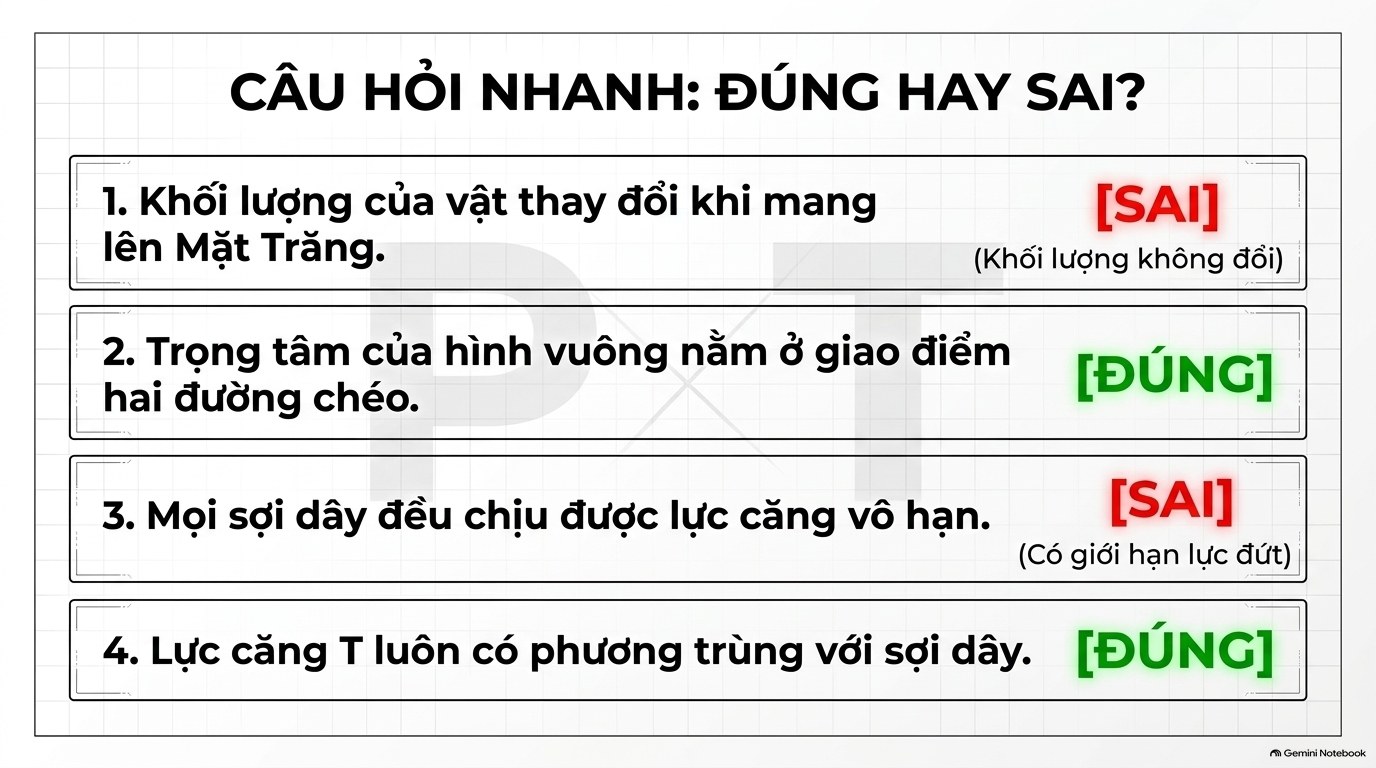 CÂU HỎI NHANH: ĐÚNG HAY SAI?
1. Khối lượng của vật thay đổi khi mang
lên Mặt Trăng.
[SAI]
(Khối lượng không đổi)
2. Trọng tâm của hình vuông nằm ở giao điểm
hai đường chéo.
[ĐÚNG]
3. Mọi sợi dây đều chịu được lực căng vô hạn.
[SAI]
(Có giới hạn lực đứt)
4. Lực căng T luôn có phương trùng với sợi dây.
[ĐÚNG]
P T
Gemini Notebook